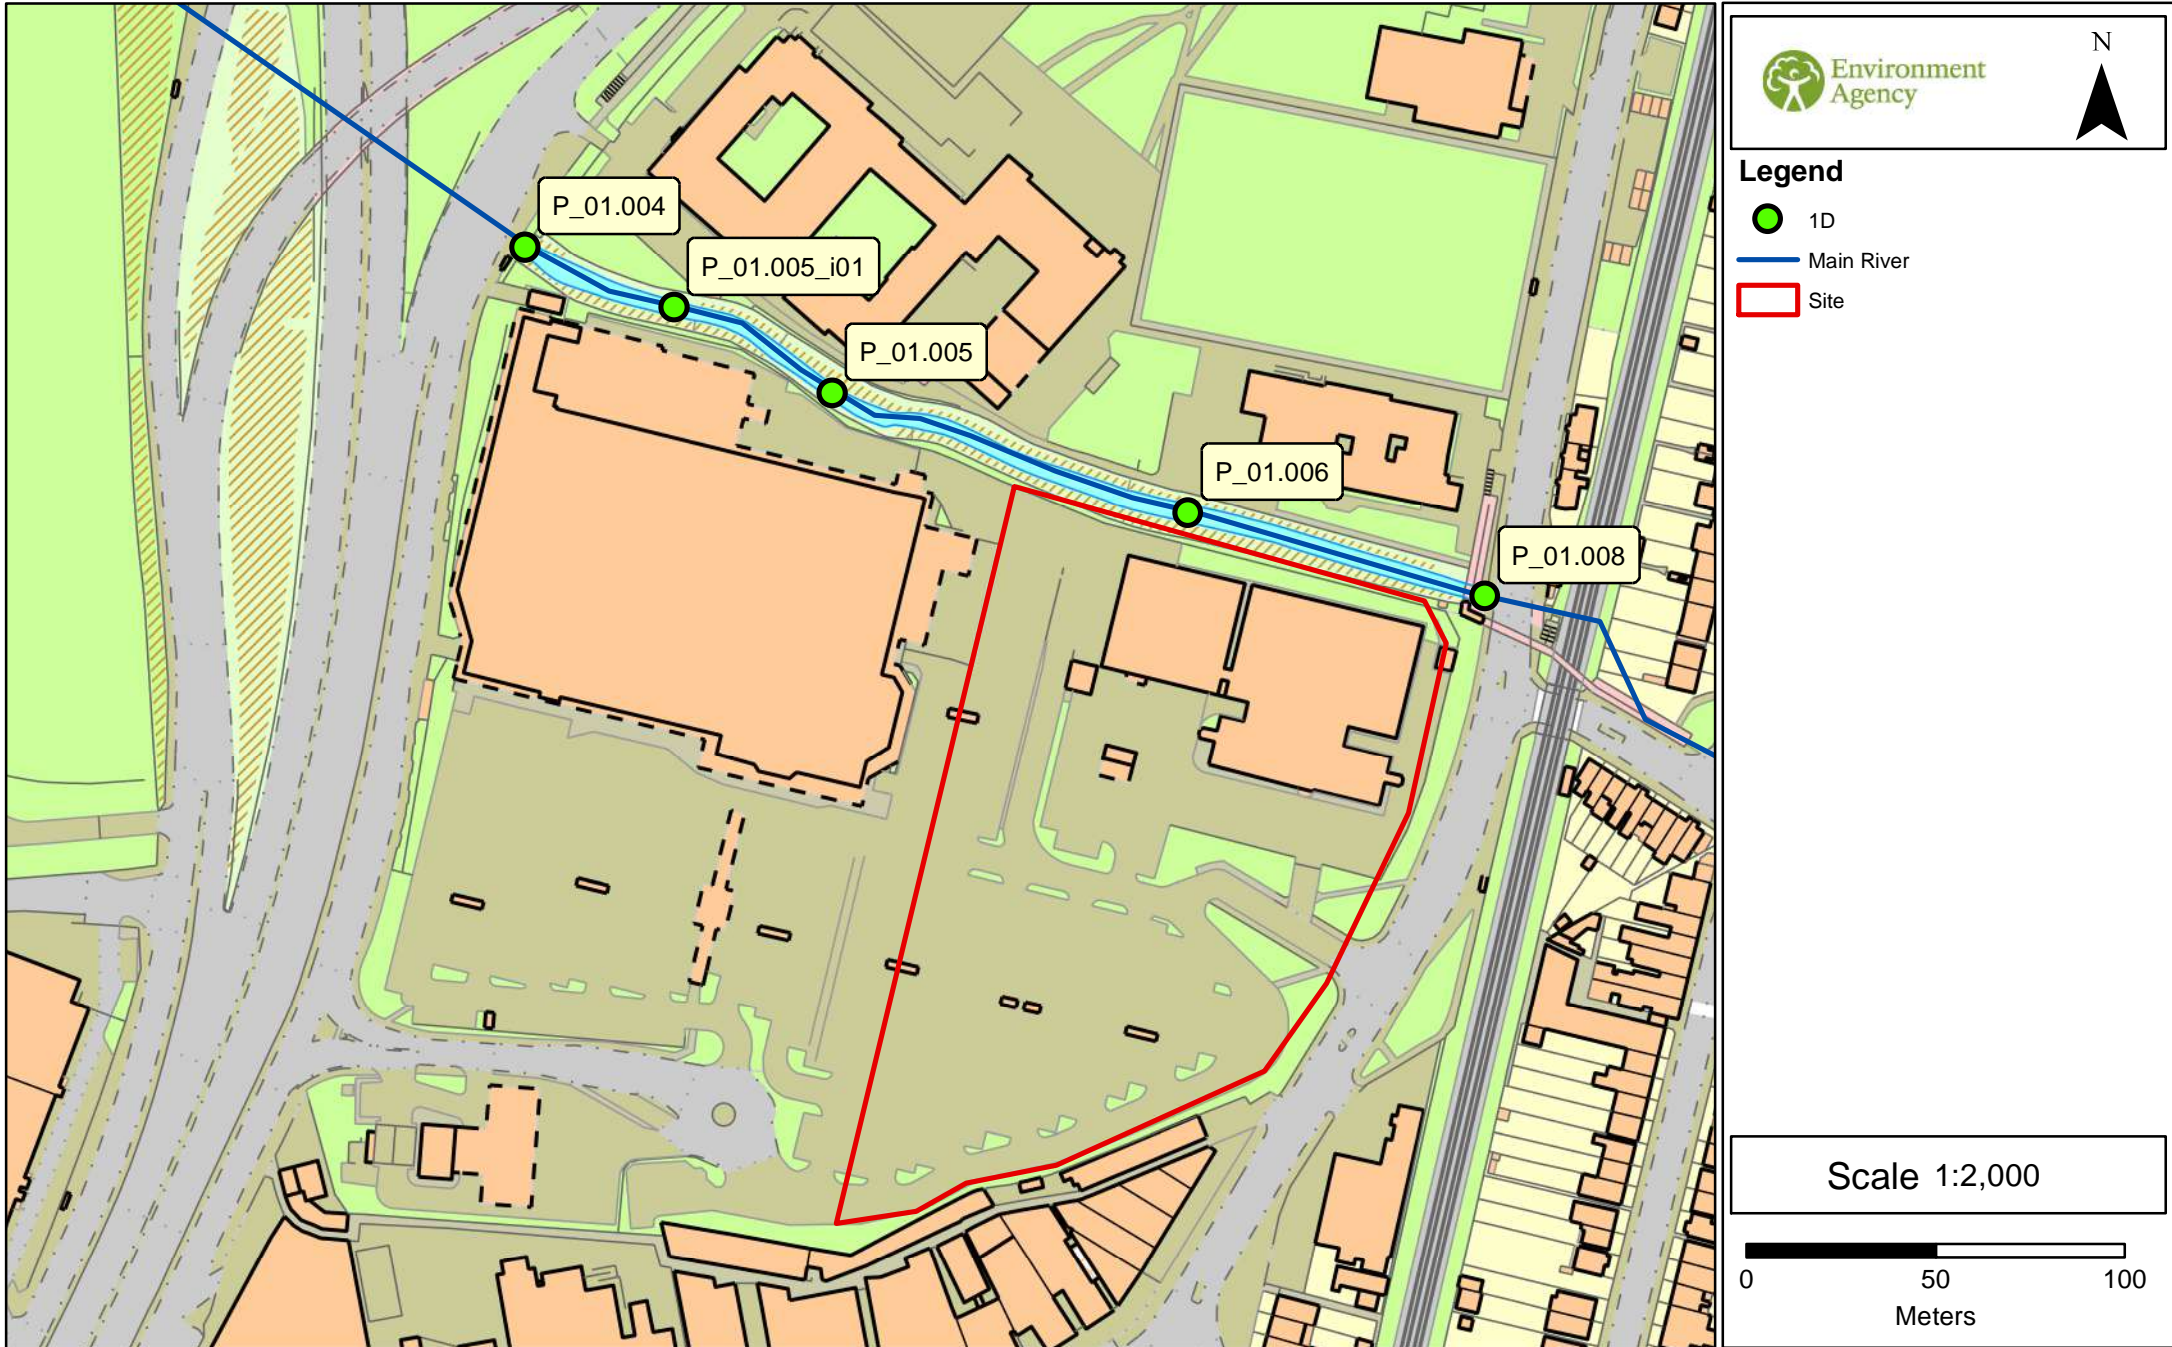 P_01.004
P_01.005_i01
P_01.005
P_01.006
P_01.008
Environment
Agency
N
Legend
1D
Main River
Site
Scale 1:2,000
0 50 100
Meters